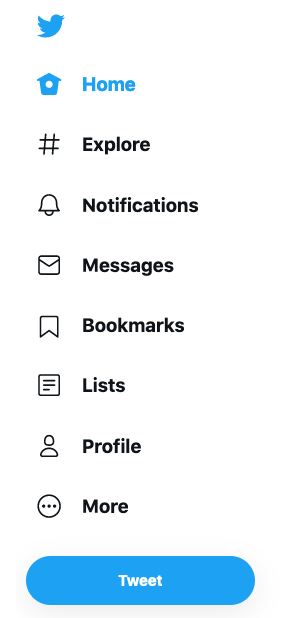 Home
Explore
Notifications
Messages
Bookmarks
Lists
Profile
More
Tweet